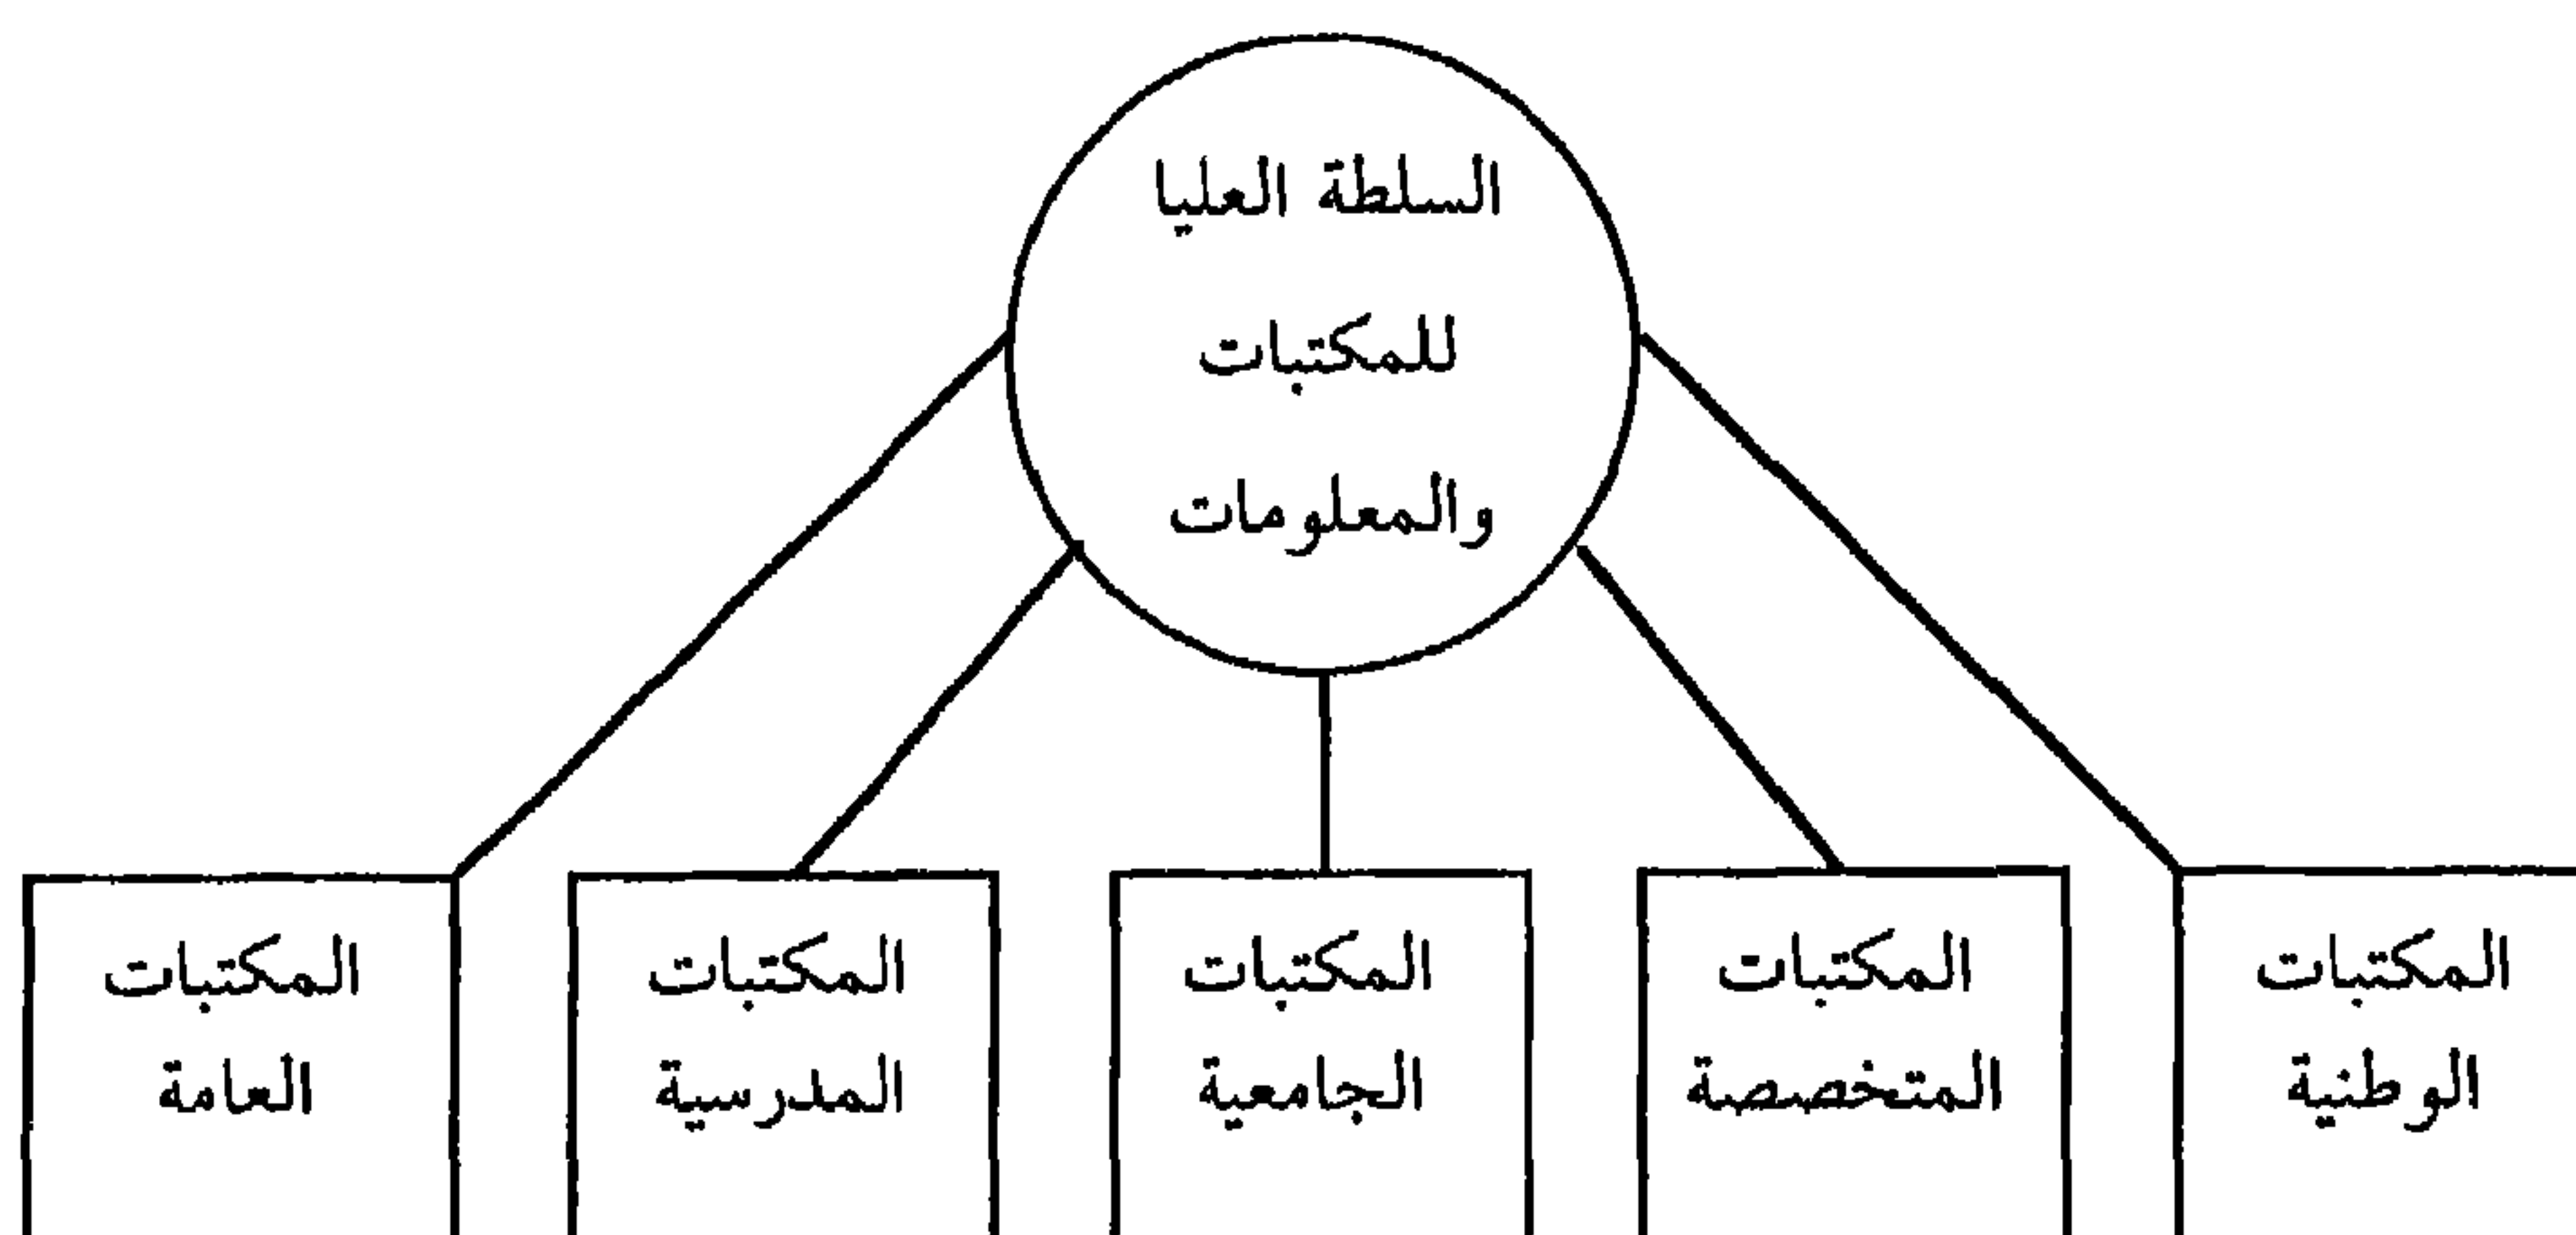 السلطة العليا
للمكتبات
والمعلومات
المكتبات
الوطنية
المكتبات
المتخصصة
المكتبات
الجامعية
المكتبات
المدرسية
المكتبات
العامة